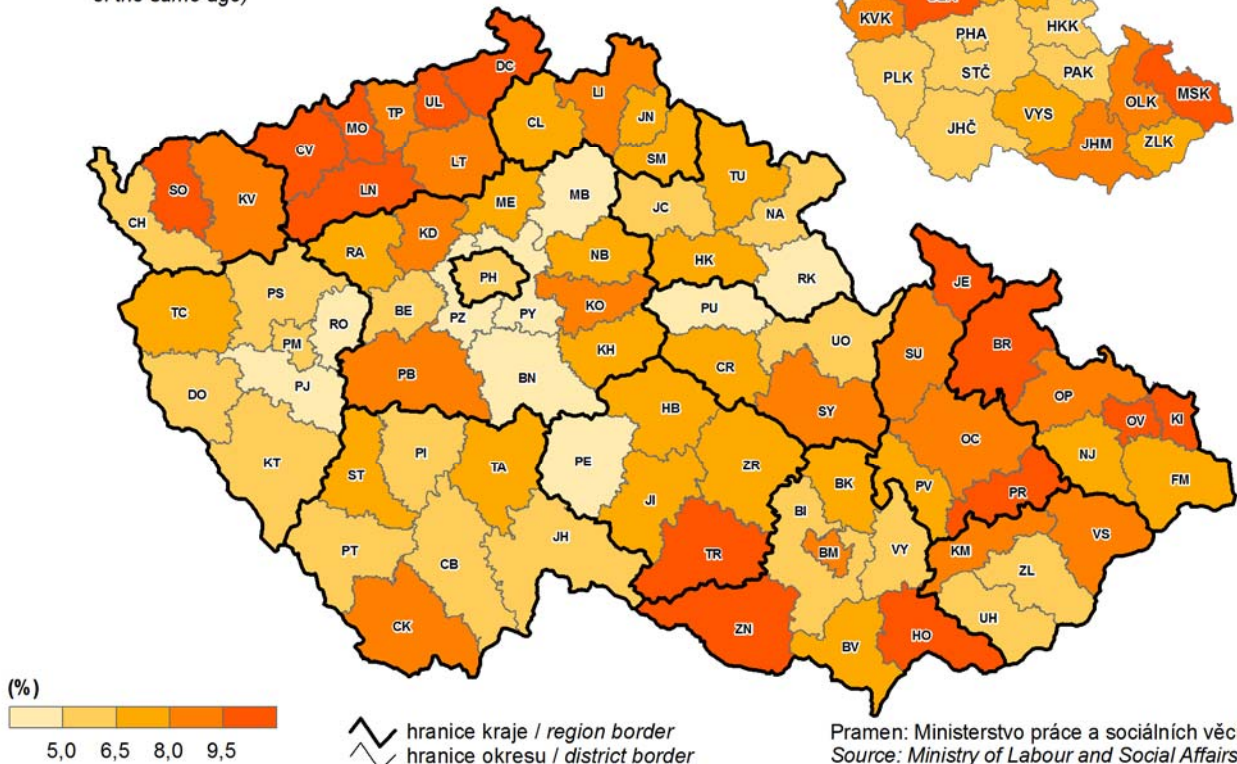 of the same age)
KVK
PHA
HKK
PLK
STČ
PAK
MSK
OLK
VYS
JHČ
JHM
ZLK
DC
UL
LI
TP
JN
MO
CL
CV
LT
SM
TU
SO
LN
MB
KV
ME
JC
NA
CH
KD
RA
NB
HK
RK
PH
JE
PS
BE
KO
TC
RO
PZ
PY
PU
UO
BR
PM
KH
SU
PB
BN
CR
PJ
OP
DO
HB
SY
OV
KI
OC
PI
NJ
KT
ST
TA
PE
ZR
FM
BK
PV
JI
PR
BI
VS
JH
PT
TR
BM
VY
KM
CB
ZL
UH
CK
ZN
BV
HO
(%)
5,0 6,5 8,0 9,5
hranice kraje / region border
hranice okresu / district border
Pramen: Ministerstvo práce a sociálních věc
Source: Ministry of Labour and Social Affairs